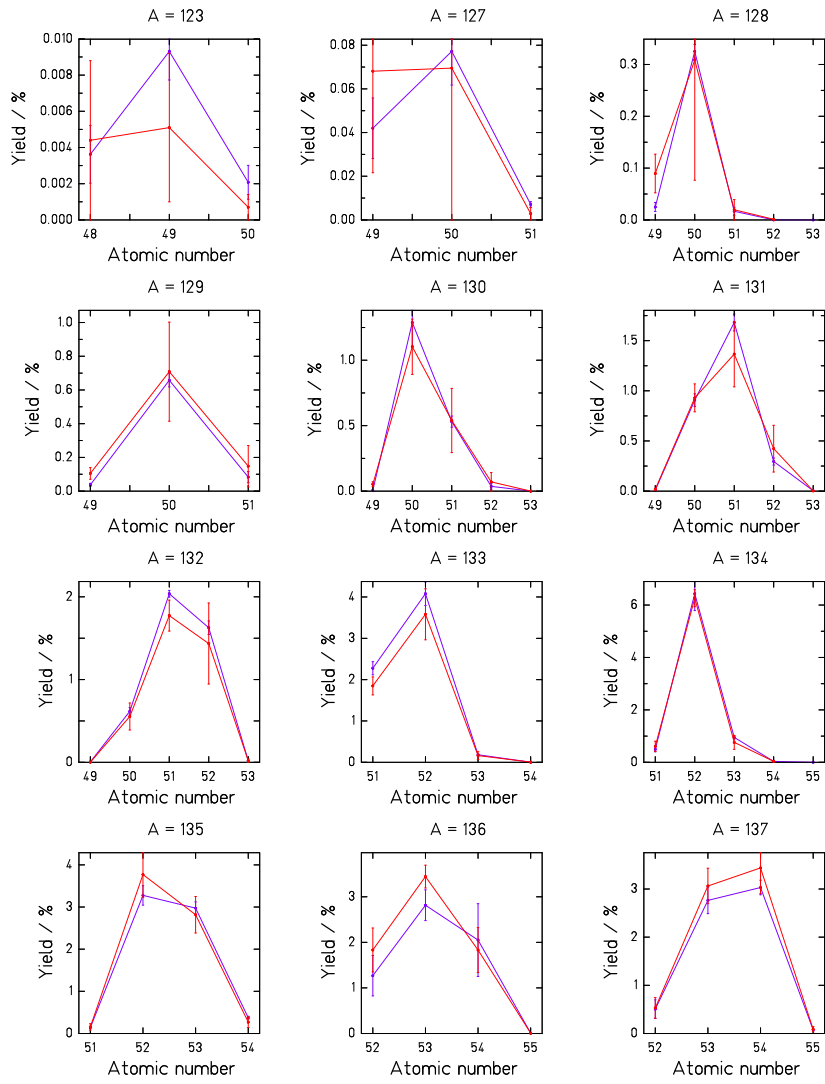 A = 123
A = 127
A = 128
0.010
0.008
0.006
0.004
0.002
0.000
Yield / %
48 49 50
Atomic number
0.08
0.06
0.04
0.02
0.00
Yield / %
49 50 51
Atomic number
0.3
0.2
0.1
0.0
Yield / %
49 50 51 52 53
Atomic number
A = 129
A = 130
A = 131
1.0
0.8
0.6
0.4
0.2
0.0
Yield / %
49 50 51
Atomic number
1.0
0.5
0.0
Yield / %
49 50 51 52 53
Atomic number
1.5
1.0
0.5
0.0
Yield / %
49 50 51 52 53
Atomic number
A = 132
A = 133
A = 134
2
1
0
Yield / %
49 50 51 52 53
Atomic number
4
3
2
1
0
Yield / %
51 52 53 54
Atomic number
6
4
2
0
Yield / %
51 52 53 54 55
Atomic number
A = 135
A = 136
A = 137
4
3
2
1
0
Yield / %
51 52 53 54
Atomic number
3
2
1
0
Yield / %
52 53 54 55
Atomic number
3
2
1
0
Yield / %
52 53 54 55
Atomic number